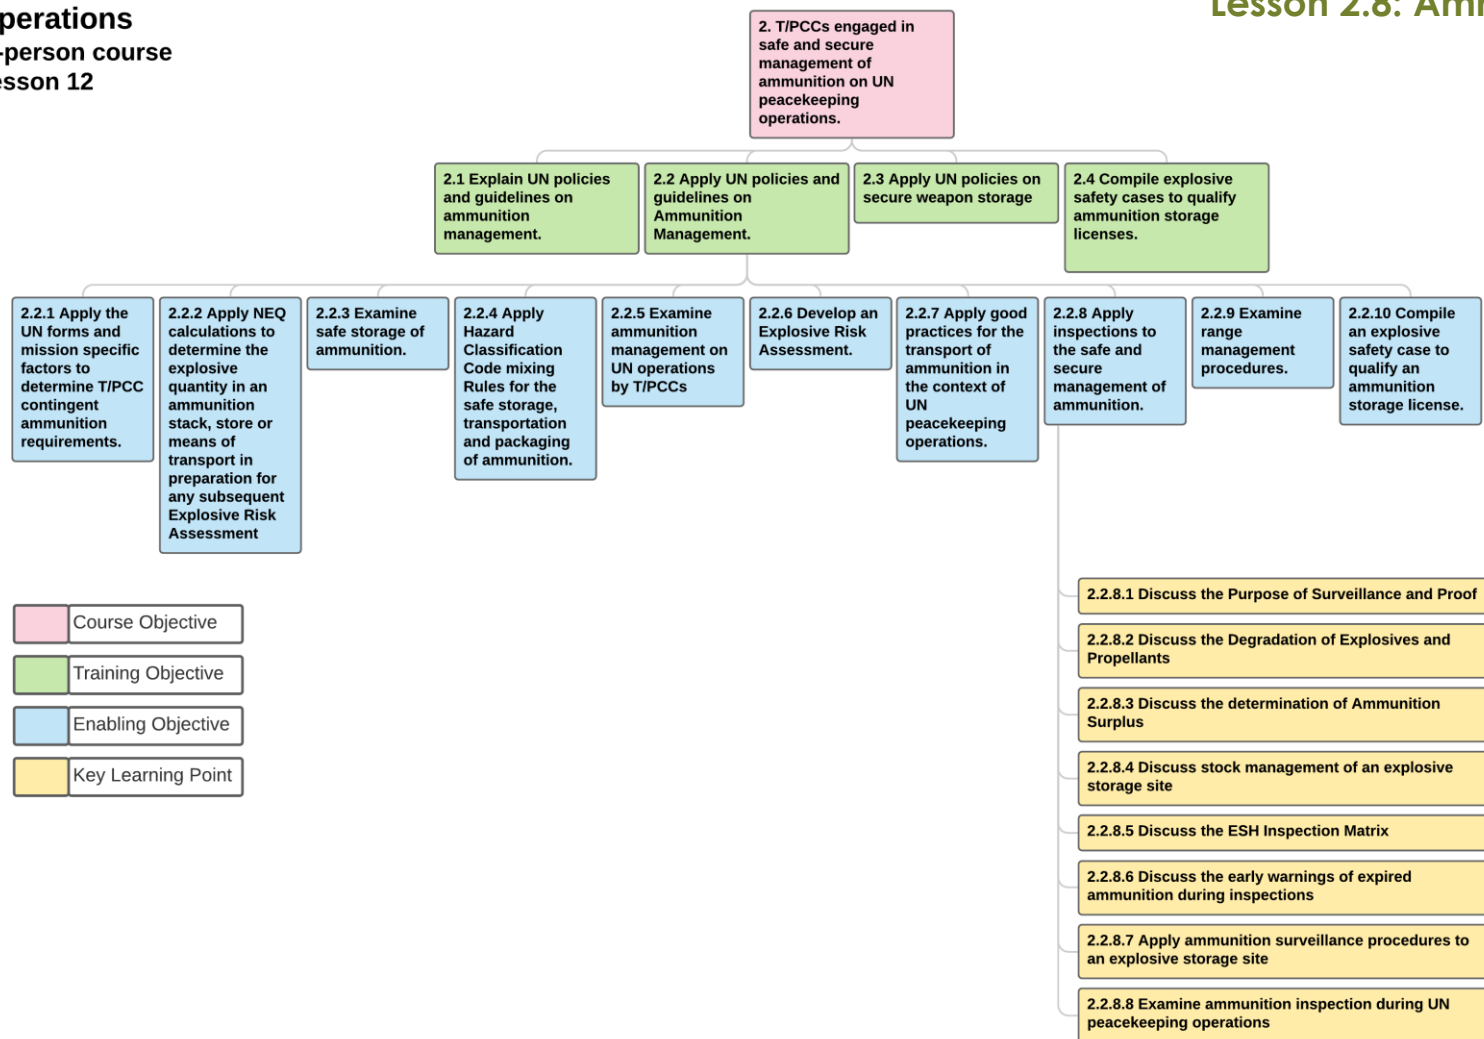 perations
-person course
esson 12
Lesson 2.8: Am
2. T/PCCs engaged in
safe and secure
management of
ammunition on UN
peacekeeping
operations.
2.1 Explain UN policies
and guidelines on
ammunition
management.
2.2 Apply UN policies and
guidelines on
Ammunition
Management.
2.3 Apply UN policies on
secure weapon storage
2.4 Compile explosive
safety cases to qualify
ammunition storage
licenses.
2.2.1 Apply the
UN forms and
mission specific
factors to
determine T/PCC
contingent
ammunition
requirements.
2.2.2 Apply NEQ
calculations to
determine the
explosive
quantity in an
ammunition
stack, store or
means of
transport in
preparation for
any subsequent
Explosive Risk
Assessment
2.2.3 Examine
safe storage of
ammunition.
2.2.4 Apply
Hazard
Classification
Code mixing
Rules for the
safe storage,
transportation
and packaging
of ammunition.
2.2.5 Examine
ammunition
management on
UN operations
by T/PCCs
2.2.6 Develop an
Explosive Risk
Assessment.
2.2.7 Apply good
practices for the
transport of
ammunition in
the context of
UN
peacekeeping
operations.
2.2.8 Apply
inspections to
the safe and
secure
management of
ammunition.
2.2.9 Examine
range
management
procedures.
2.2.10 Compile
an explosive
safety case to
qualify an
ammunition
storage license.
Course Objective
Training Objective
Enabling Objective
Key Learning Point
2.2.8.1 Discuss the Purpose of Surveillance and Proof
2.2.8.2 Discuss the Degradation of Explosives and
Propellants
2.2.8.3 Discuss the determination of Ammunition
Surplus
2.2.8.4 Discuss stock management of an explosive
storage site
2.2.8.5 Discuss the ESH Inspection Matrix
2.2.8.6 Discuss the early warnings of expired
ammunition during inspections
2.2.8.7 Apply ammunition surveillance procedures to
an explosive storage site
2.2.8.8 Examine ammunition inspection during UN
peacekeeping operations